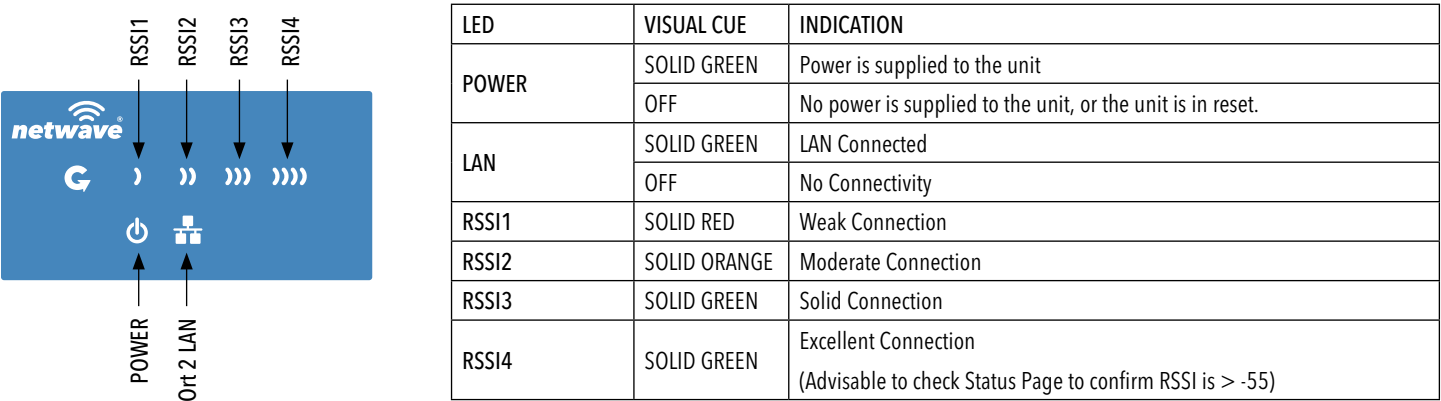 RSSI1
RSSI2
RSSI3
RSSI4
netwave®
POWER
Ort 2 LAN
LED VISUAL CUE INDICATION
POWER SOLID GREEN Power is supplied to the unit
OFF No power is supplied to the unit, or the unit is in reset.
LAN SOLID GREEN LAN Connected
OFF No Connectivity
RSSI1 SOLID RED Weak Connection
RSSI2 SOLID ORANGE Moderate Connection
RSSI3 SOLID GREEN Solid Connection
RSSI4 SOLID GREEN Excellent Connection
(Advisable to check Status Page to confirm RSSI is > -55)